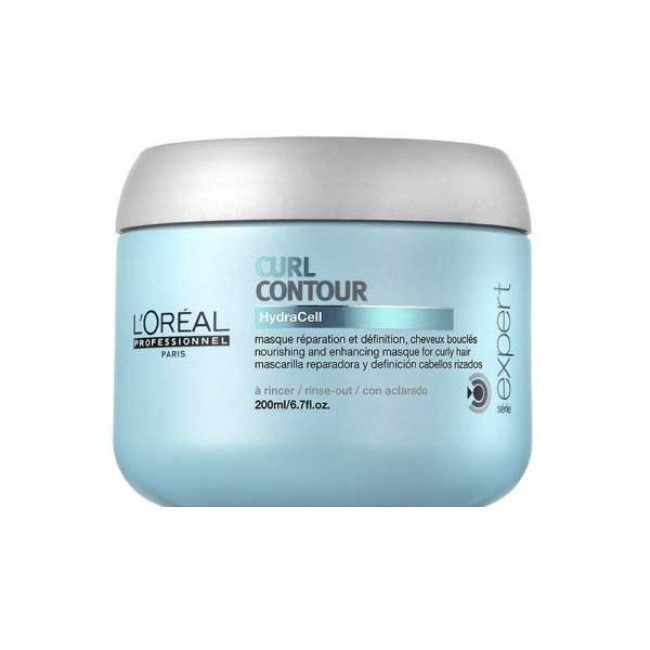 L'ORÉAL
PROFESSIONNEL
PARIS
CURL
CONTOUR
HydraCell
masque réparation et définition, cheveux bouclés
nourishing and enhancing masque for curly hair
mascarilla reparadora y definición cabellos rizados
à rincer / rinse-out / con aclarado
200ml/6.7fl.oz.
série expert